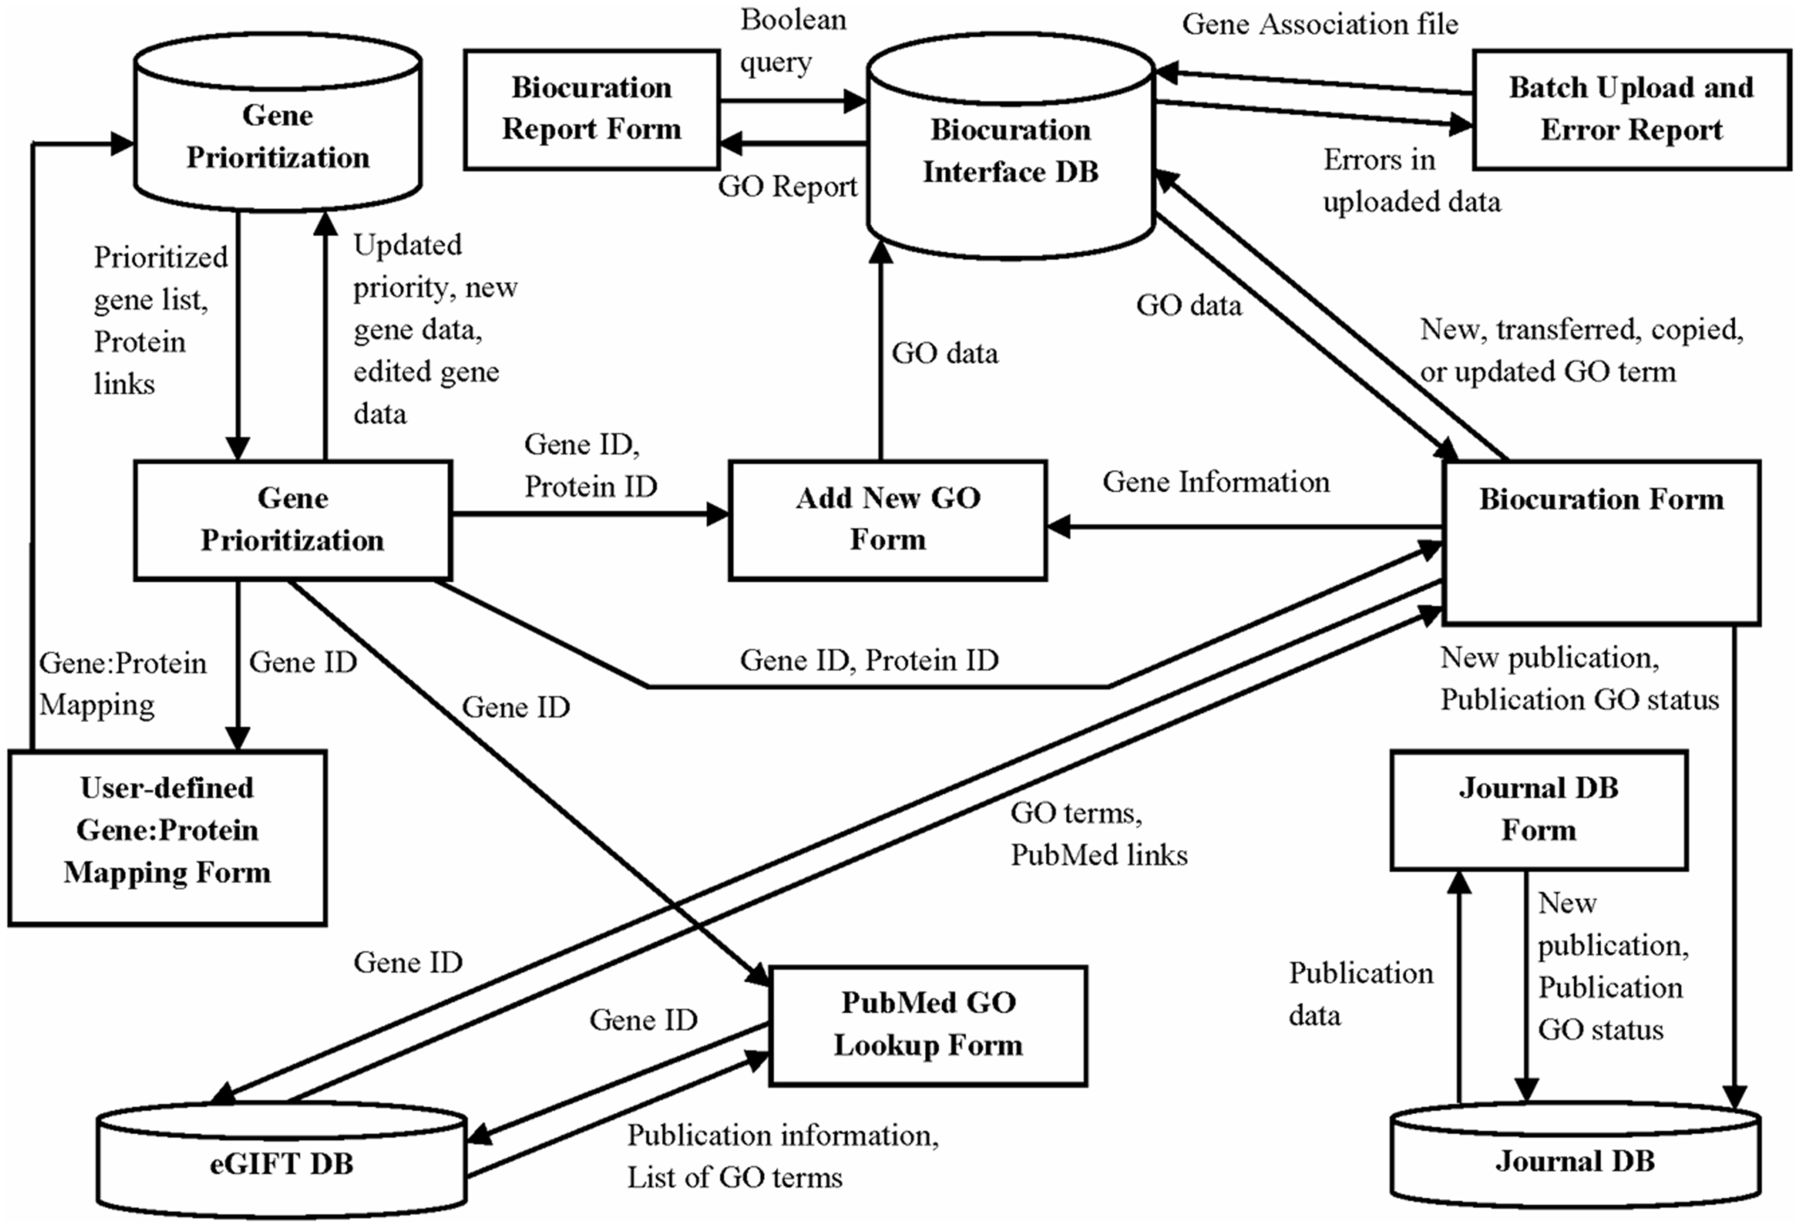 Gene
Prioritization
Biocuration
Report Form
Boolean
query
GO Report
Biocuration
Interface DB
Gene Association file
Batch Upload and
Error Report
Errors in
uploaded data
Prioritized
gene list,
Protein
links
Updated
priority, new
gene data,
edited gene
data
GO data
GO data
New, transferred, copied,
or updated GO term
Gene
Prioritization
Gene ID,
Protein ID
Add New GO
Form
Gene Information
Biocuration Form
Gene:Protein
Mapping
Gene ID
Gene ID
Gene ID, Protein ID
New publication,
Publication GO status
User-defined
Gene:Protein
Mapping Form
GO terms,
PubMed links
Journal DB
Form
Gene ID
Gene ID
PubMed GO
Lookup Form
Publication
data
New
publication,
Publication
GO status
eGIFT DB
Publication information,
List of GO terms
Journal DB